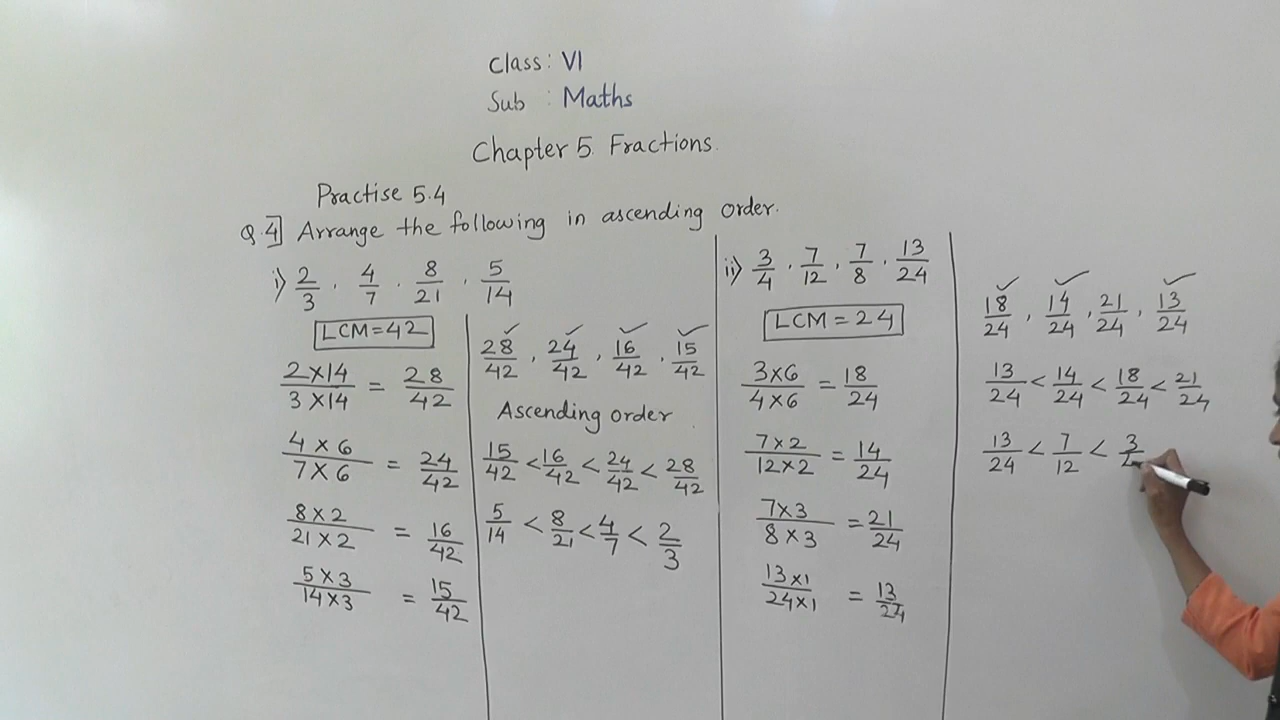 Class: VI
Sub : Maths
Chapter 5. Fractions.
Practise 5.4
Q.4] Arrange the following in ascending order.
i) 2/3 , 4/7 , 8/21 , 5/14
LCM=42
2×14/3×14 = 28/42
4×6/7×6 = 24/42
8×2/21×2 = 16/42
5×3/14×3 = 15/42
28/42 ✓, 24/42 ✓, 16/42 ✓, 15/42 ✓
Ascending order
15/42 < 16/42 < 24/42 < 28/42
5/14 < 8/21 < 4/7 < 2/3
ii) 3/4 , 7/12 , 7/8 , 13/24
LCM=24
3×6/4×6 = 18/24
7×2/12×2 = 14/24
7×3/8×3 = 21/24
13×1/24×1 = 13/24
18/24 ✓, 14/24 ✓, 21/24 , 13/24 ✓
13/24 < 14/24 < 18/24 < 21/24
13/24 < 7/12 < 3/4